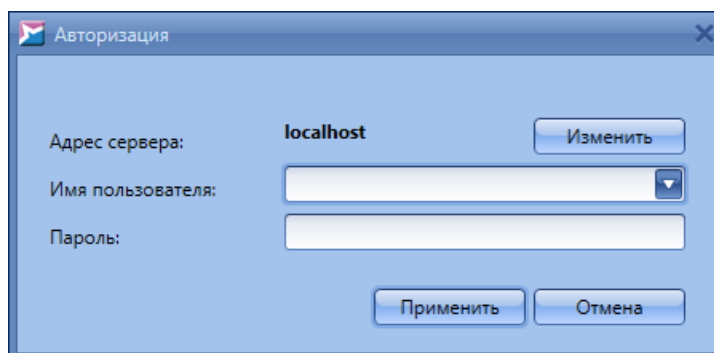 Авторизация
Адрес сервера: localhost Изменить
Имя пользователя:
Пароль:
Применить Отмена